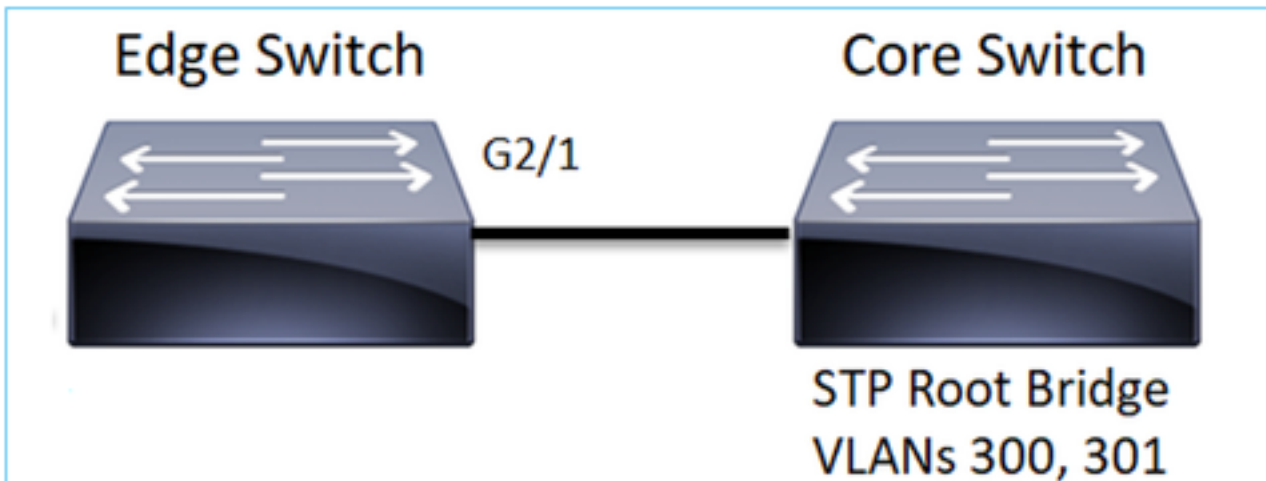 Edge Switch
Core Switch
G2/1
STP Root Bridge
VLANs 300, 301